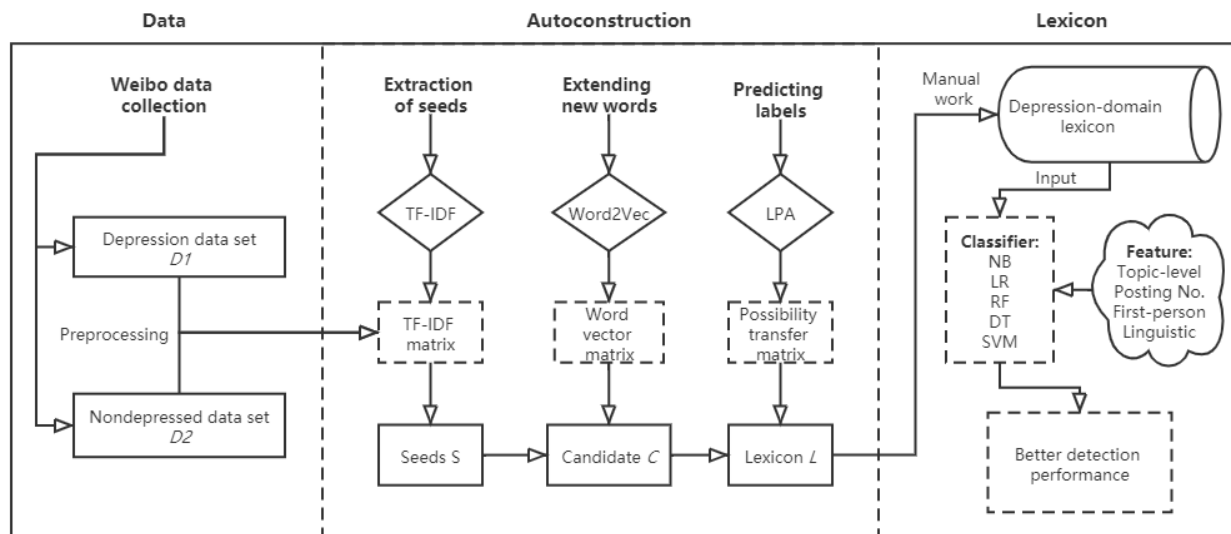 Data
Autoconstruction
Lexicon
Weibo data
collection
Depression data set
D1
Preprocessing
Nondepressed data set
D2
Extraction
of seeds
TF-IDF
TF-IDF
matrix
Seeds S
Extending
new words
Word2Vec
Word
vector
matrix
Candidate C
Predicting
labels
LPA
Possibility
transfer
matrix
Lexicon L
Manual
work
Depression-domain
lexicon
Input
Classifier:
NB
LR
RF
DT
SVM
Feature:
Topic-level
Posting No.
First-person
Linguistic
Better detection
performance